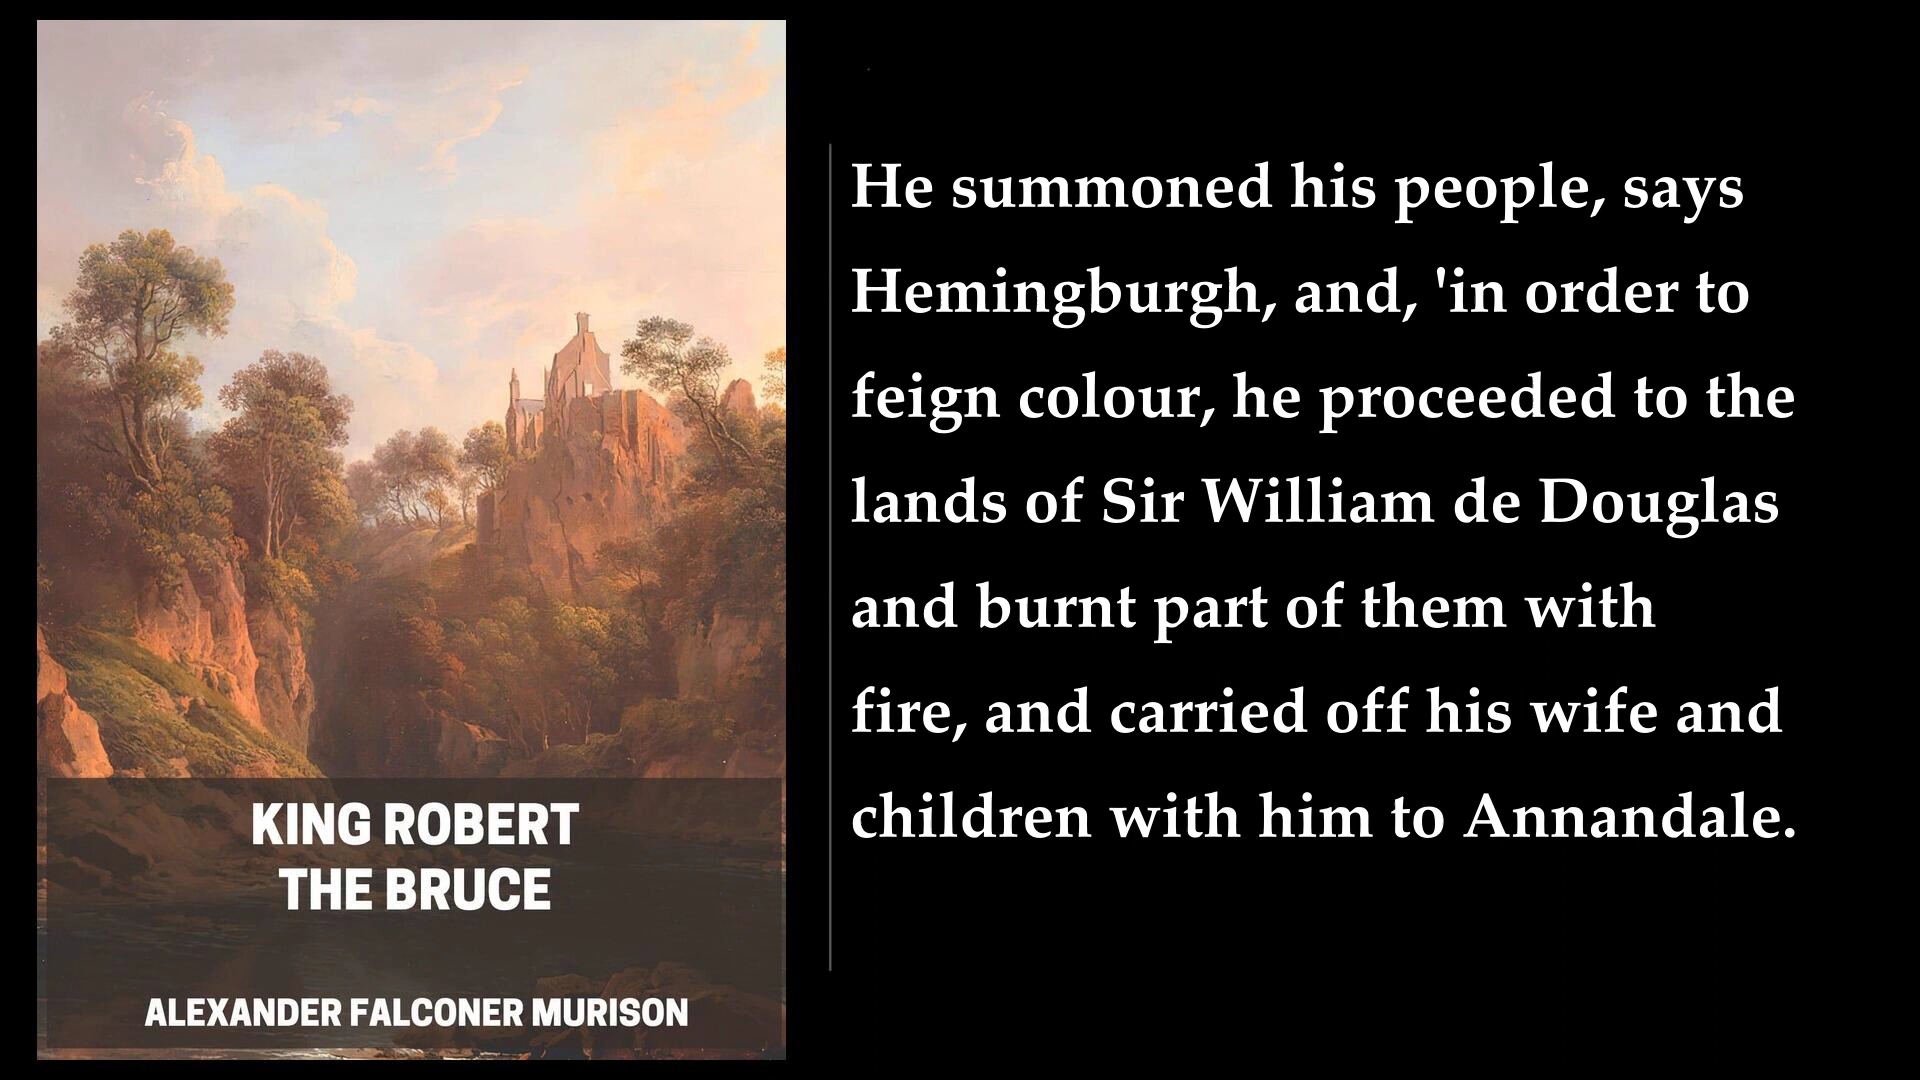 He summoned his people, says
Hemingburgh, and, 'in order to
feign colour, he proceeded to the
lands of Sir William de Douglas
and burnt part of them with
fire, and carried off his wife and
children with him to Annandale.
KING ROBERT
THE BRUCE
ALEXANDER FALCONER MURISON